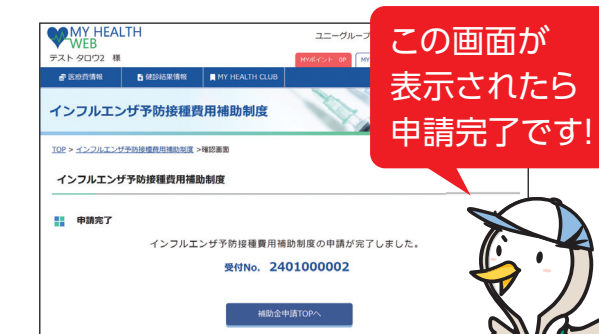 MY HEALTH
WEB
ユニーグループ
テスト タロウ2 様
MYポイント 0P
MY
医療費情報
健診結果情報
MY HEALTH CLUB
インフルエンザ予防接種費用補助制度
TOP > インフルエンザ予防接種費用補助制度 >確認画面
インフルエンザ予防接種費用補助制度
申請完了
インフルエンザ予防接種費用補助制度の申請が完了しました。
受付No. 2401000002
補助金申請TOPへ
この画面が
表示されたら
申請完了です!